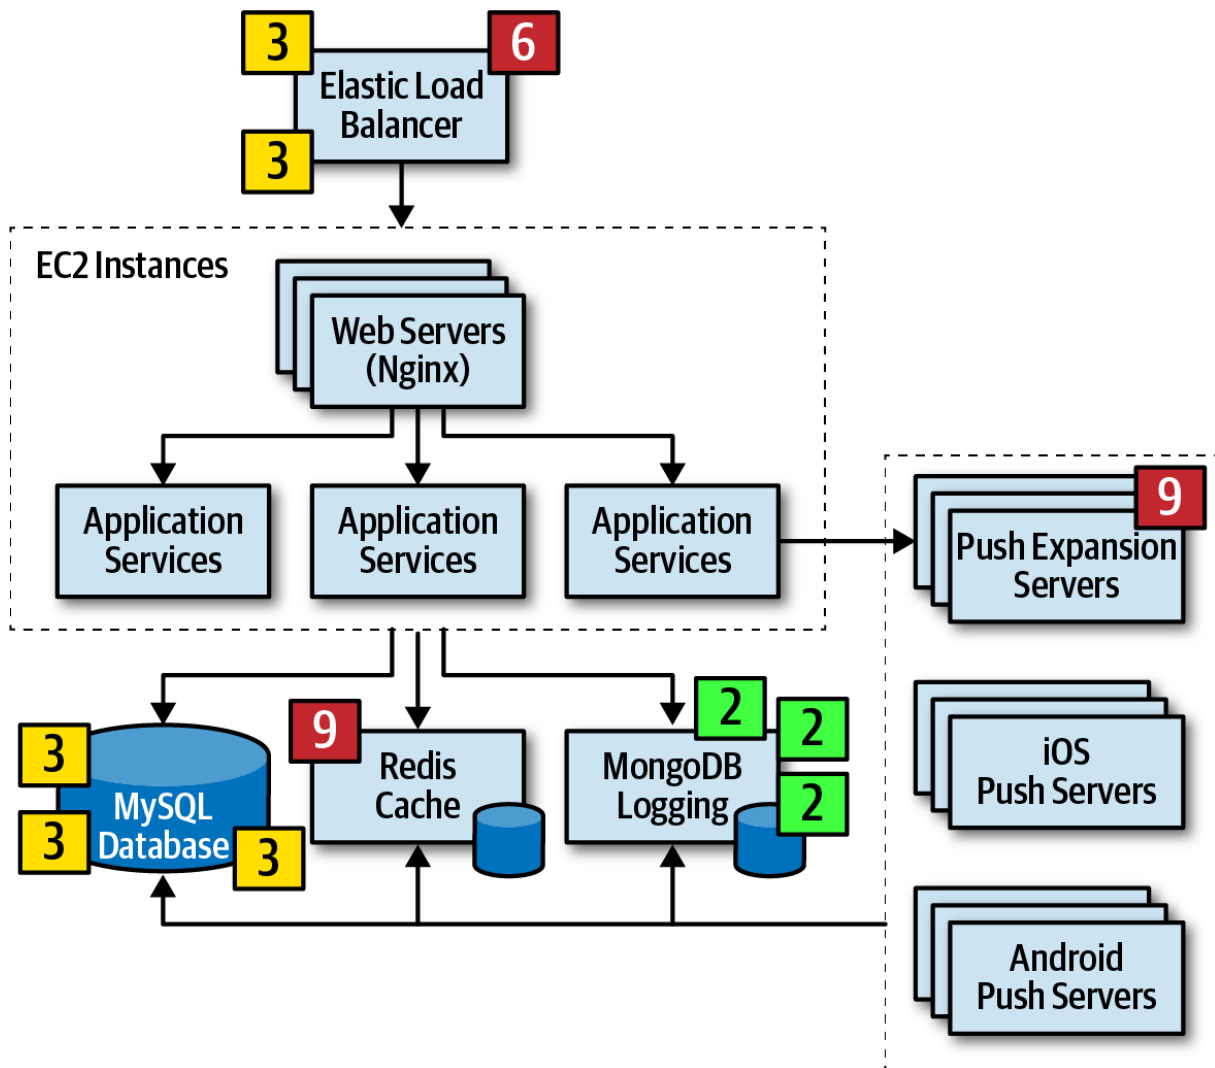 3
6
Elastic Load
Balancer
3
EC2 Instances
Web Servers
(Nginx)
Application
Services
Application
Services
Application
Services
9
Push Expansion
Servers
3
MySQL
Database
3
3
9
Redis
Cache
2
2
MongoDB
Logging
2
iOS
Push Servers
Android
Push Servers